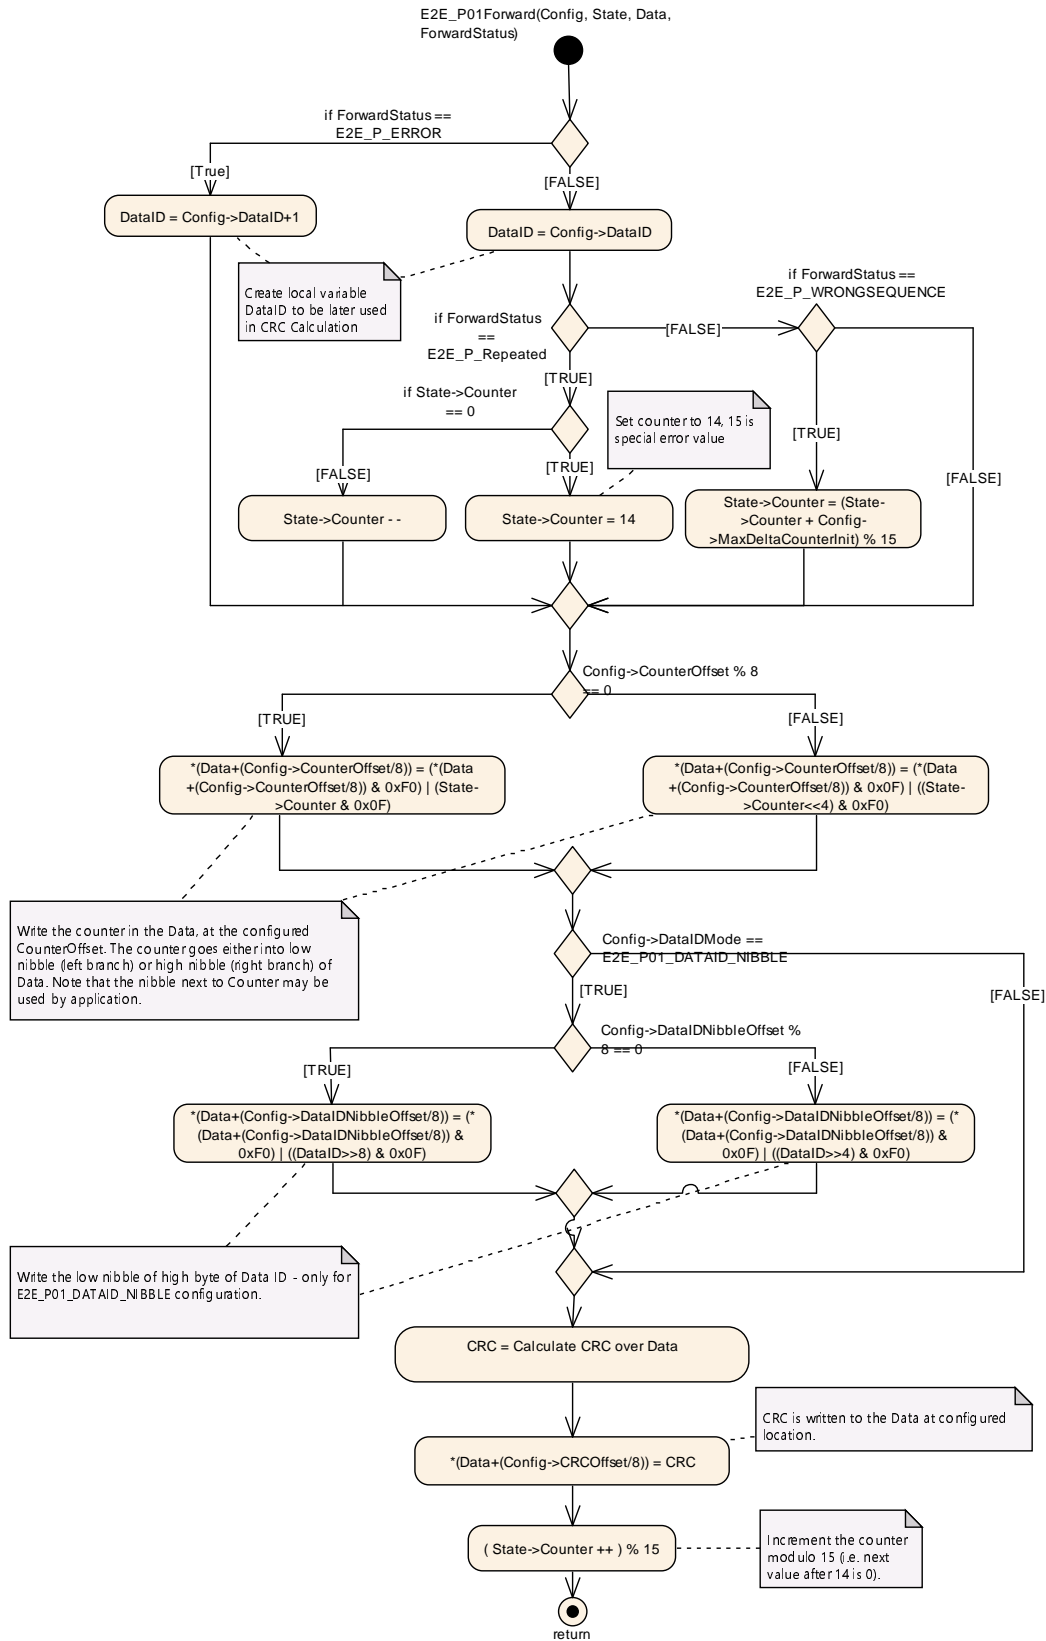 E2E_P01Forward(Config, State, Data,
ForwardStatus)
if ForwardStatus ==
E2E_P_ERROR
[True]
[FALSE]
DataID = Config->DataID+1
DataID = Config->DataID
Create local variable
DataID to be later used
in CRC Calculation
if ForwardStatus ==
E2E_P_WRONGSEQUENCE
if ForwardStatus
==
E2E_P_Repeated
[FALSE]
[TRUE]
if State->Counter
== 0
Set counter to 14, 15 is
special error value
[TRUE]
[FALSE]
[FALSE]
[TRUE]
State->Counter - -
State->Counter = 14
State->Counter = (State-
>Counter + Config-
>MaxDeltaCounterInit) % 15
Config->CounterOffset % 8
== 0
[TRUE]
[FALSE]
*(Data+(Config->CounterOffset/8)) = (*(Data
+(Config->CounterOffset/8)) & 0xF0) | (State-
>Counter & 0x0F)
*(Data+(Config->CounterOffset/8)) = (*(Data
+(Config->CounterOffset/8)) & 0x0F) | ((State-
>Counter<<4) & 0xF0)
Write the counter in the Data, at the configured
CounterOffset. The counter goes either into low
nibble (left branch) or high nibble (right branch) of
Data. Note that the nibble next to Counter may be
used by application.
Config->DataIDMode ==
E2E_P01_DATAID_NIBBLE
[TRUE]
[FALSE]
Config->DataIDNibbleOffset %
8 == 0
[TRUE]
[FALSE]
*(Data+(Config->DataIDNibbleOffset/8)) = (*
(Data+(Config->DataIDNibbleOffset/8)) &
0xF0) | ((DataID>>8) & 0x0F)
*(Data+(Config->DataIDNibbleOffset/8)) = (*
(Data+(Config->DataIDNibbleOffset/8)) &
0x0F) | ((DataID>>4) & 0xF0)
Write the low nibble of high byte of Data ID - only for
E2E_P01_DATAID_NIBBLE configuration.
CRC = Calculate CRC over Data
CRC is written to the Data at configured
location.
*(Data+(Config->CRCOffset/8)) = CRC
( State->Counter ++ ) % 15
Increment the counter
modulo 15 (i.e. next
value after 14 is 0).
return